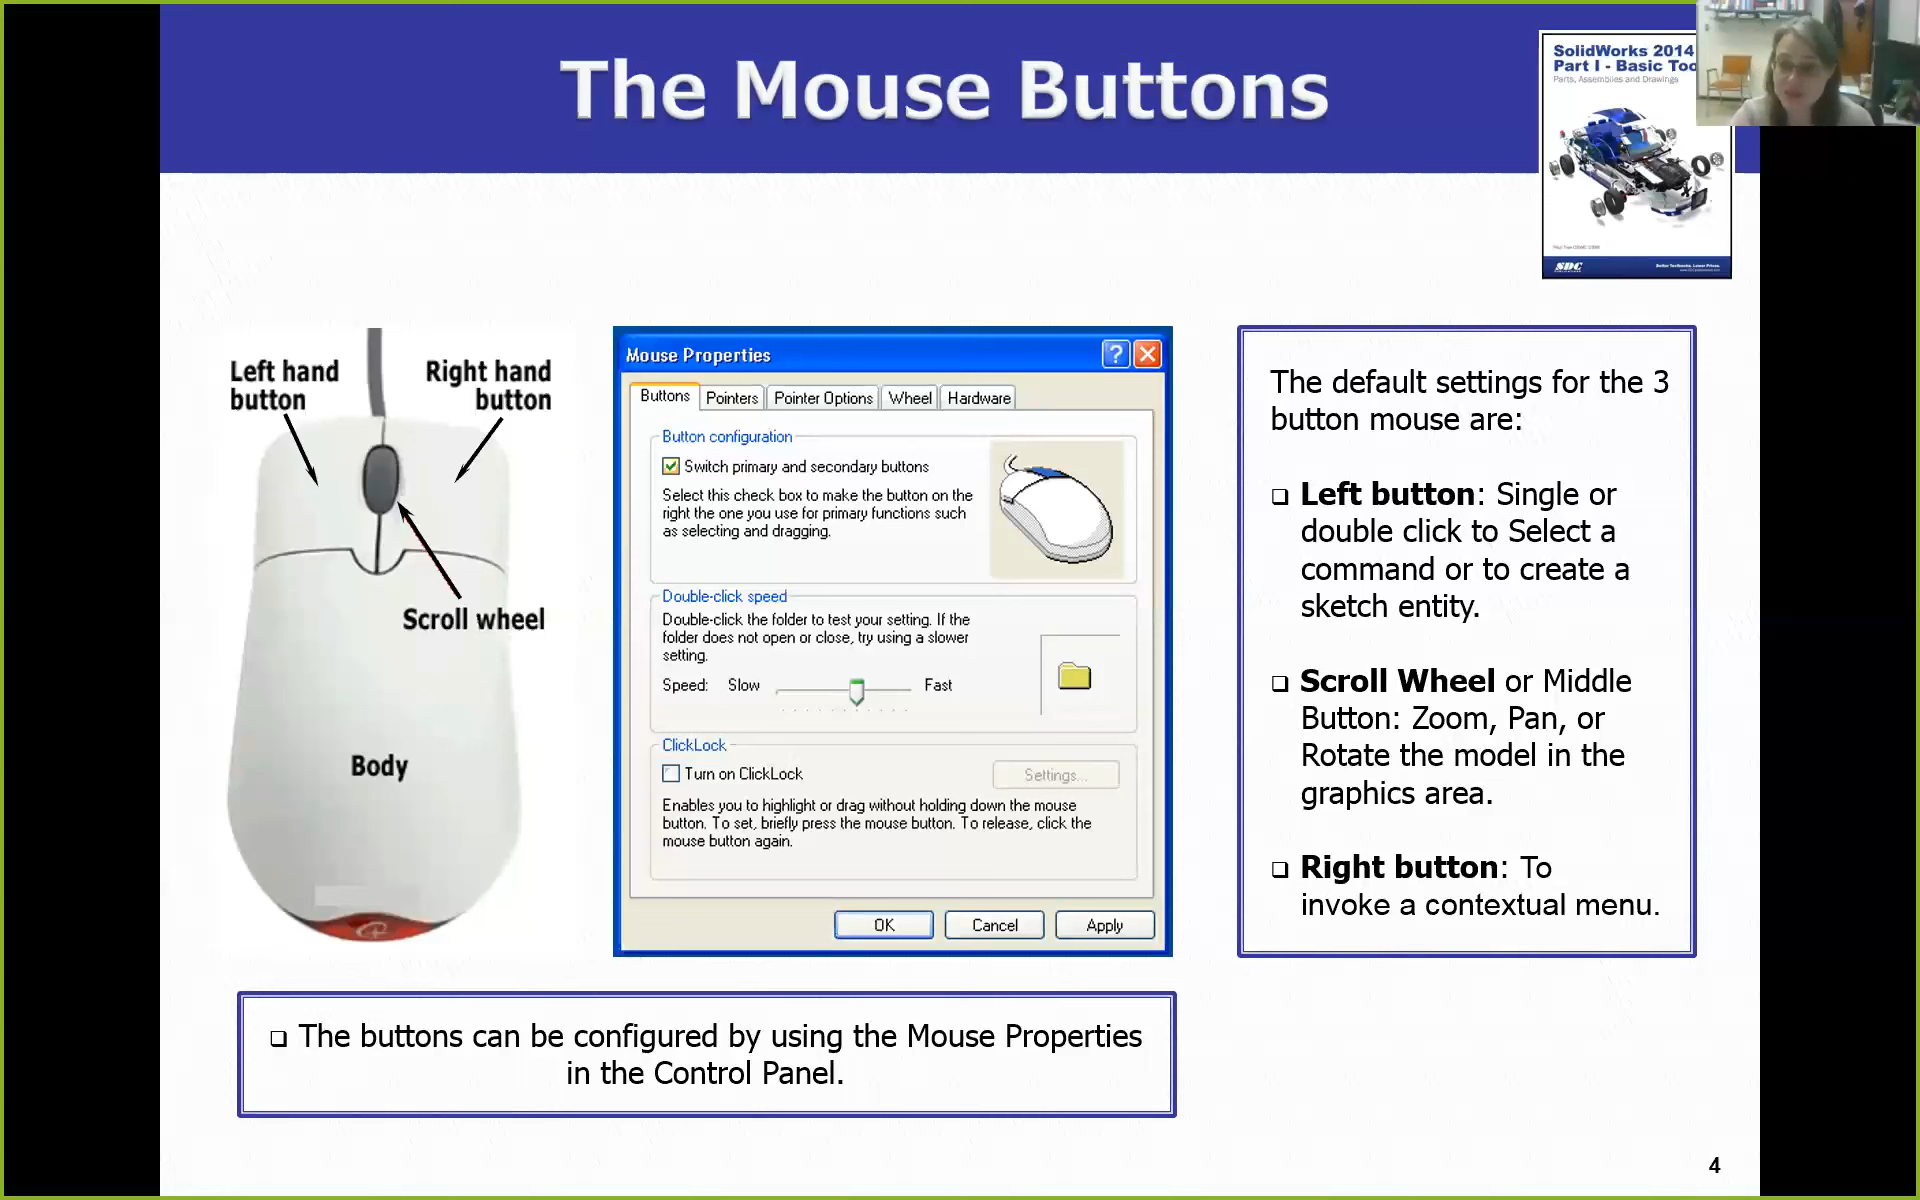 The Mouse Buttons
SolidWorks 2014
Part I - Basic Too
Parts, Assemblies and Drawings
SDC
Better Textbooks. Lower Prices.
Left hand
button
Right hand
button
Scroll wheel
Body
Mouse Properties
Buttons
Pointers
Pointer Options
Wheel
Hardware
Button configuration
Switch primary and secondary buttons
Select this check box to make the button on the
right the one you use for primary functions such
as selecting and dragging.
Double-click speed
Double-click the folder to test your setting. If the
folder does not open or close, try using a slower
setting.
Speed: Slow Fast
ClickLock
Turn on ClickLock
Settings...
Enables you to highlight or drag without holding down the mouse
button. To set, briefly press the mouse button. To release, click the
mouse button again.
OK
Cancel
Apply
The default settings for the 3
button mouse are:
Left button: Single or
double click to Select a
command or to create a
sketch entity.
Scroll Wheel or Middle
Button: Zoom, Pan, or
Rotate the model in the
graphics area.
Right button: To
invoke a contextual menu.
The buttons can be configured by using the Mouse Properties
in the Control Panel.
4